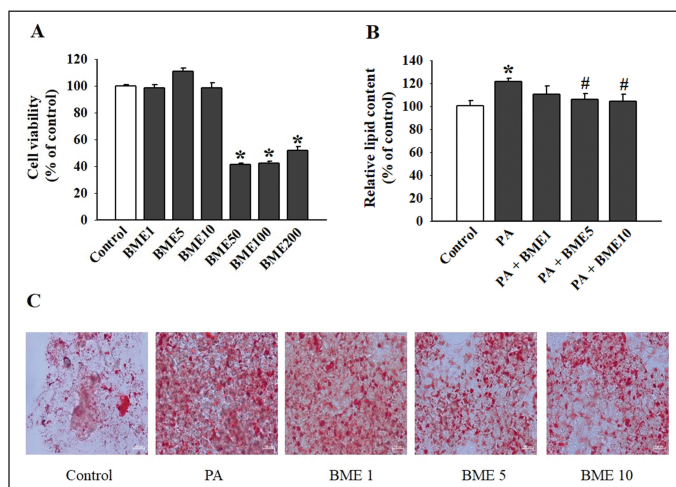 A
Cell viability
(% of control)
120
100
80
60
40
20
0
*
*
*
Control
BME1
BME5
BME10
BME50
BME100
BME200
B
Relative lipid content
(% of control)
140
120
100
80
60
40
20
0
*
#
#
Control
PA
PA + BME1
PA + BME5
PA + BME10
C
Control
PA
BME 1
BME 5
BME 10